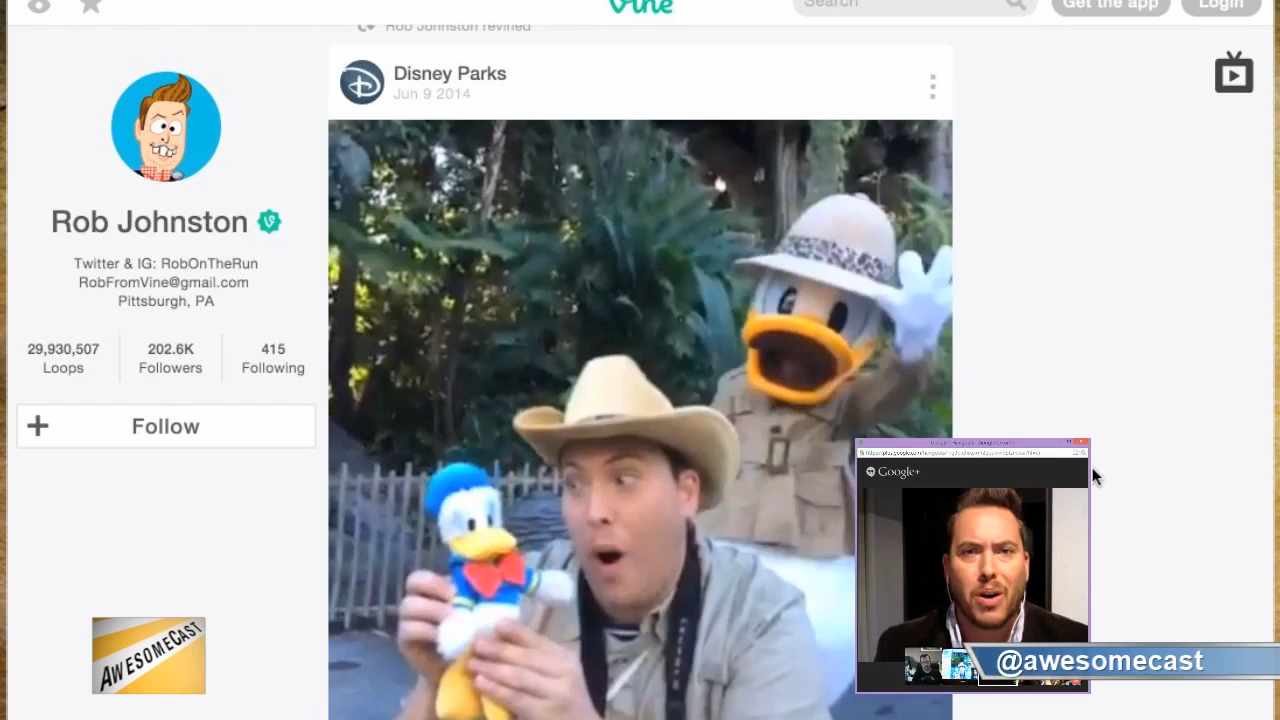 Vine
Search
Get the app
Login
Rob Johnston revined
Disney Parks
Jun 9 2014
Rob Johnston
Twitter & IG: RobOnTheRun
RobFromVine@gmail.com
Pittsburgh, PA
29,930,507
Loops
202.6K
Followers
415
Following
+ Follow
Google+
AWESOMECAST
@awesomecast